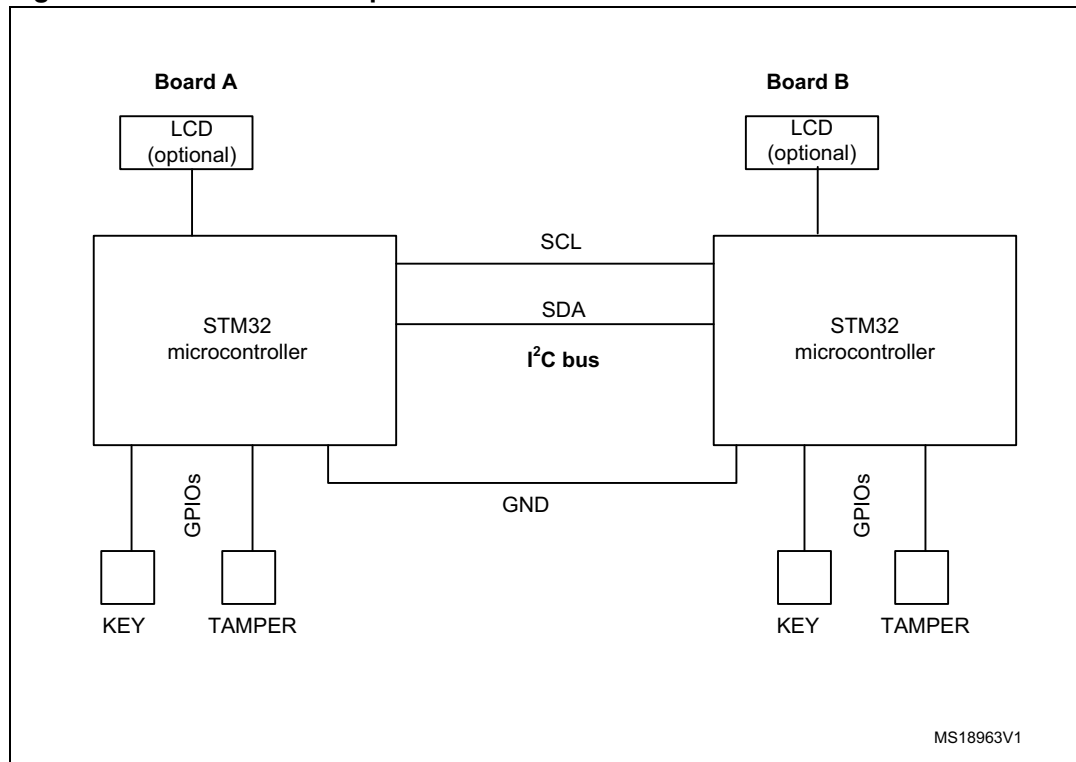 Board A
Board B
LCD
(optional)
LCD
(optional)
SCL
SDA
I²C bus
STM32
microcontroller
STM32
microcontroller
GND
GPIOs
GPIOs
KEY
TAMPER
KEY
TAMPER
MS18963V1